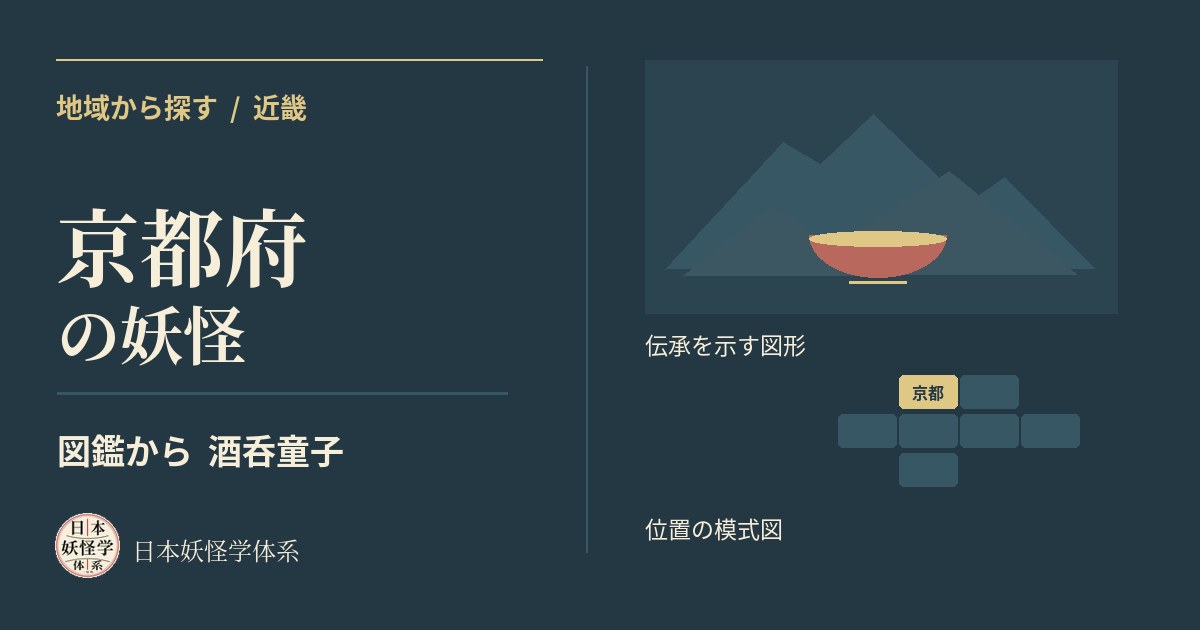 地域から探す / 近畿
京都府
の妖怪
図鑑から 酒呑童子
日本
妖怪学
体系
日本妖怪学体系
伝承を示す図形
京都
位置の模式図